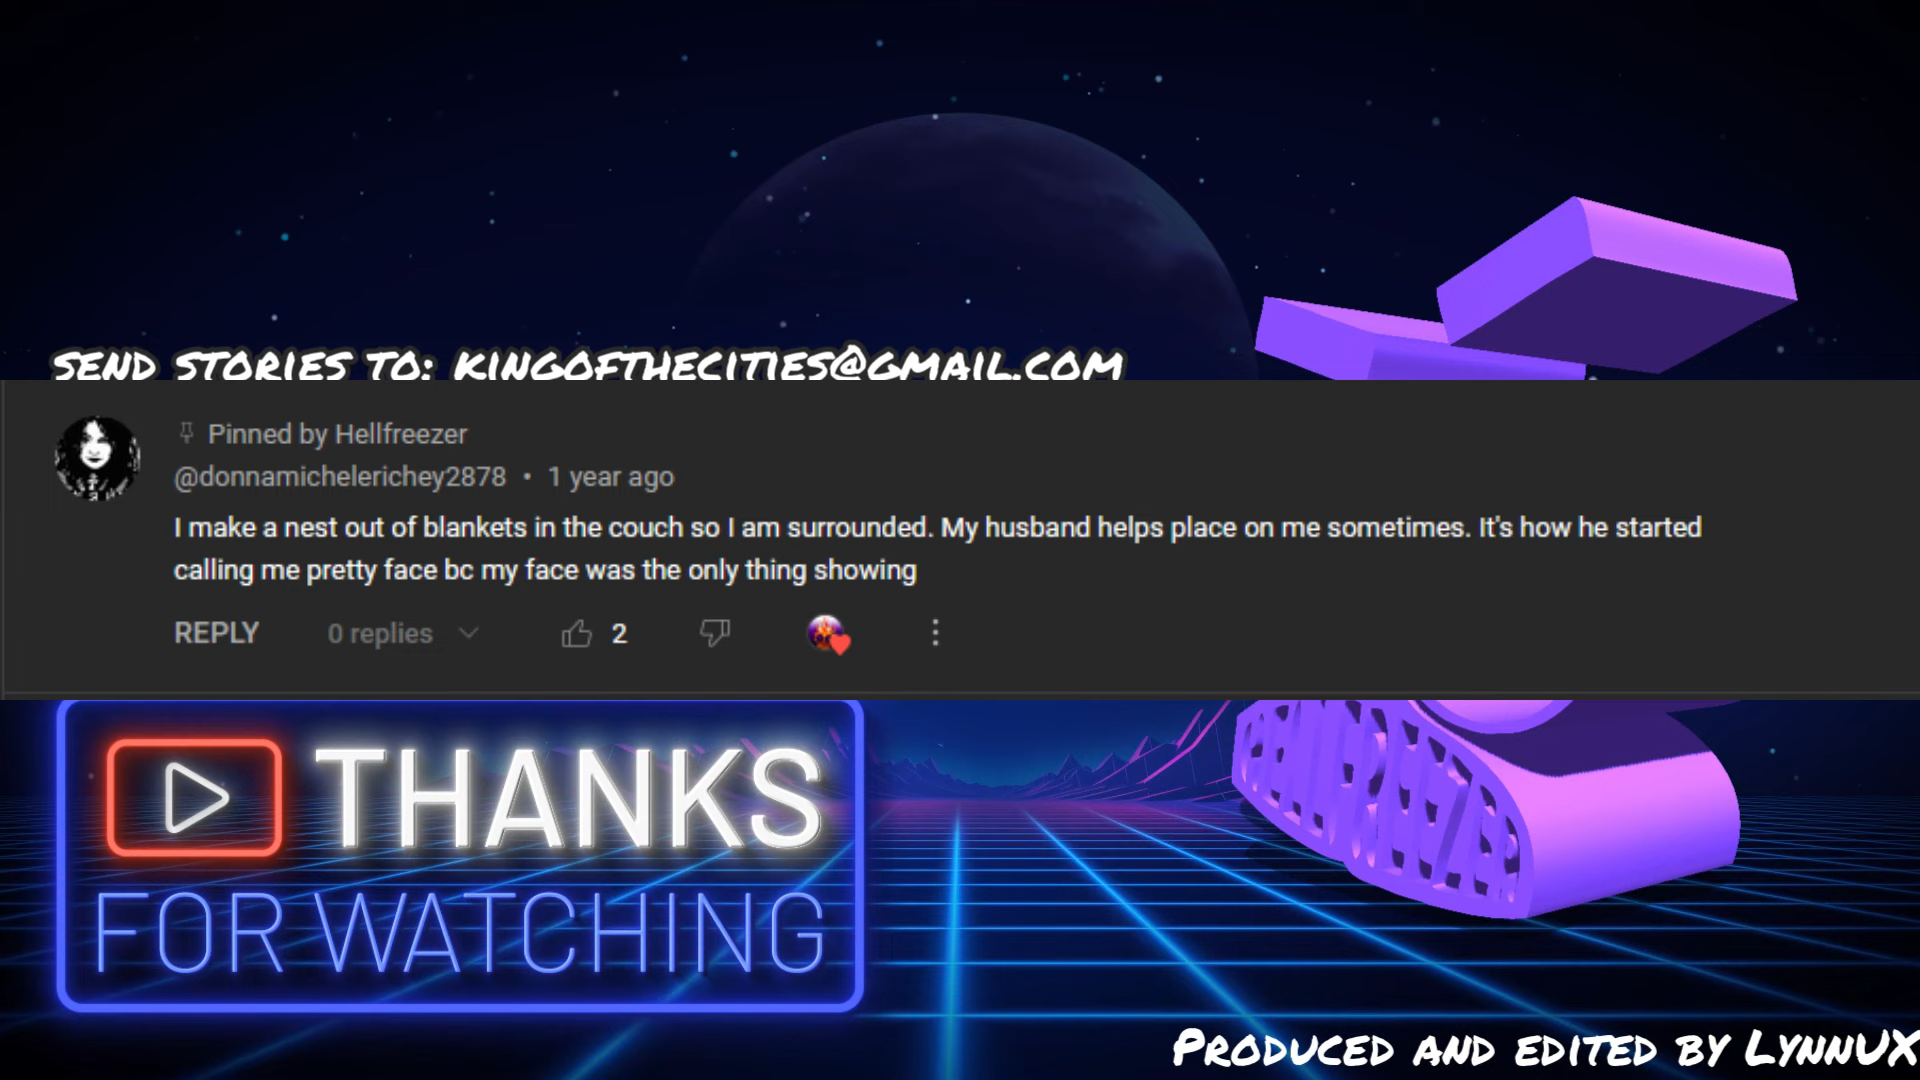 SEND STORIES TO: KINGOFTHECITIES@GMAIL.COM
Pinned by Hellfreezer
@donnamichelerichey2878 • 1 year ago
I make a nest out of blankets in the couch so I am surrounded. My husband helps place on me sometimes. It's how he started
calling me pretty face bc my face was the only thing showing
REPLY 0 replies 2
THANKS
FOR WATCHING
PRODUCED AND EDITED BY LYNNUX